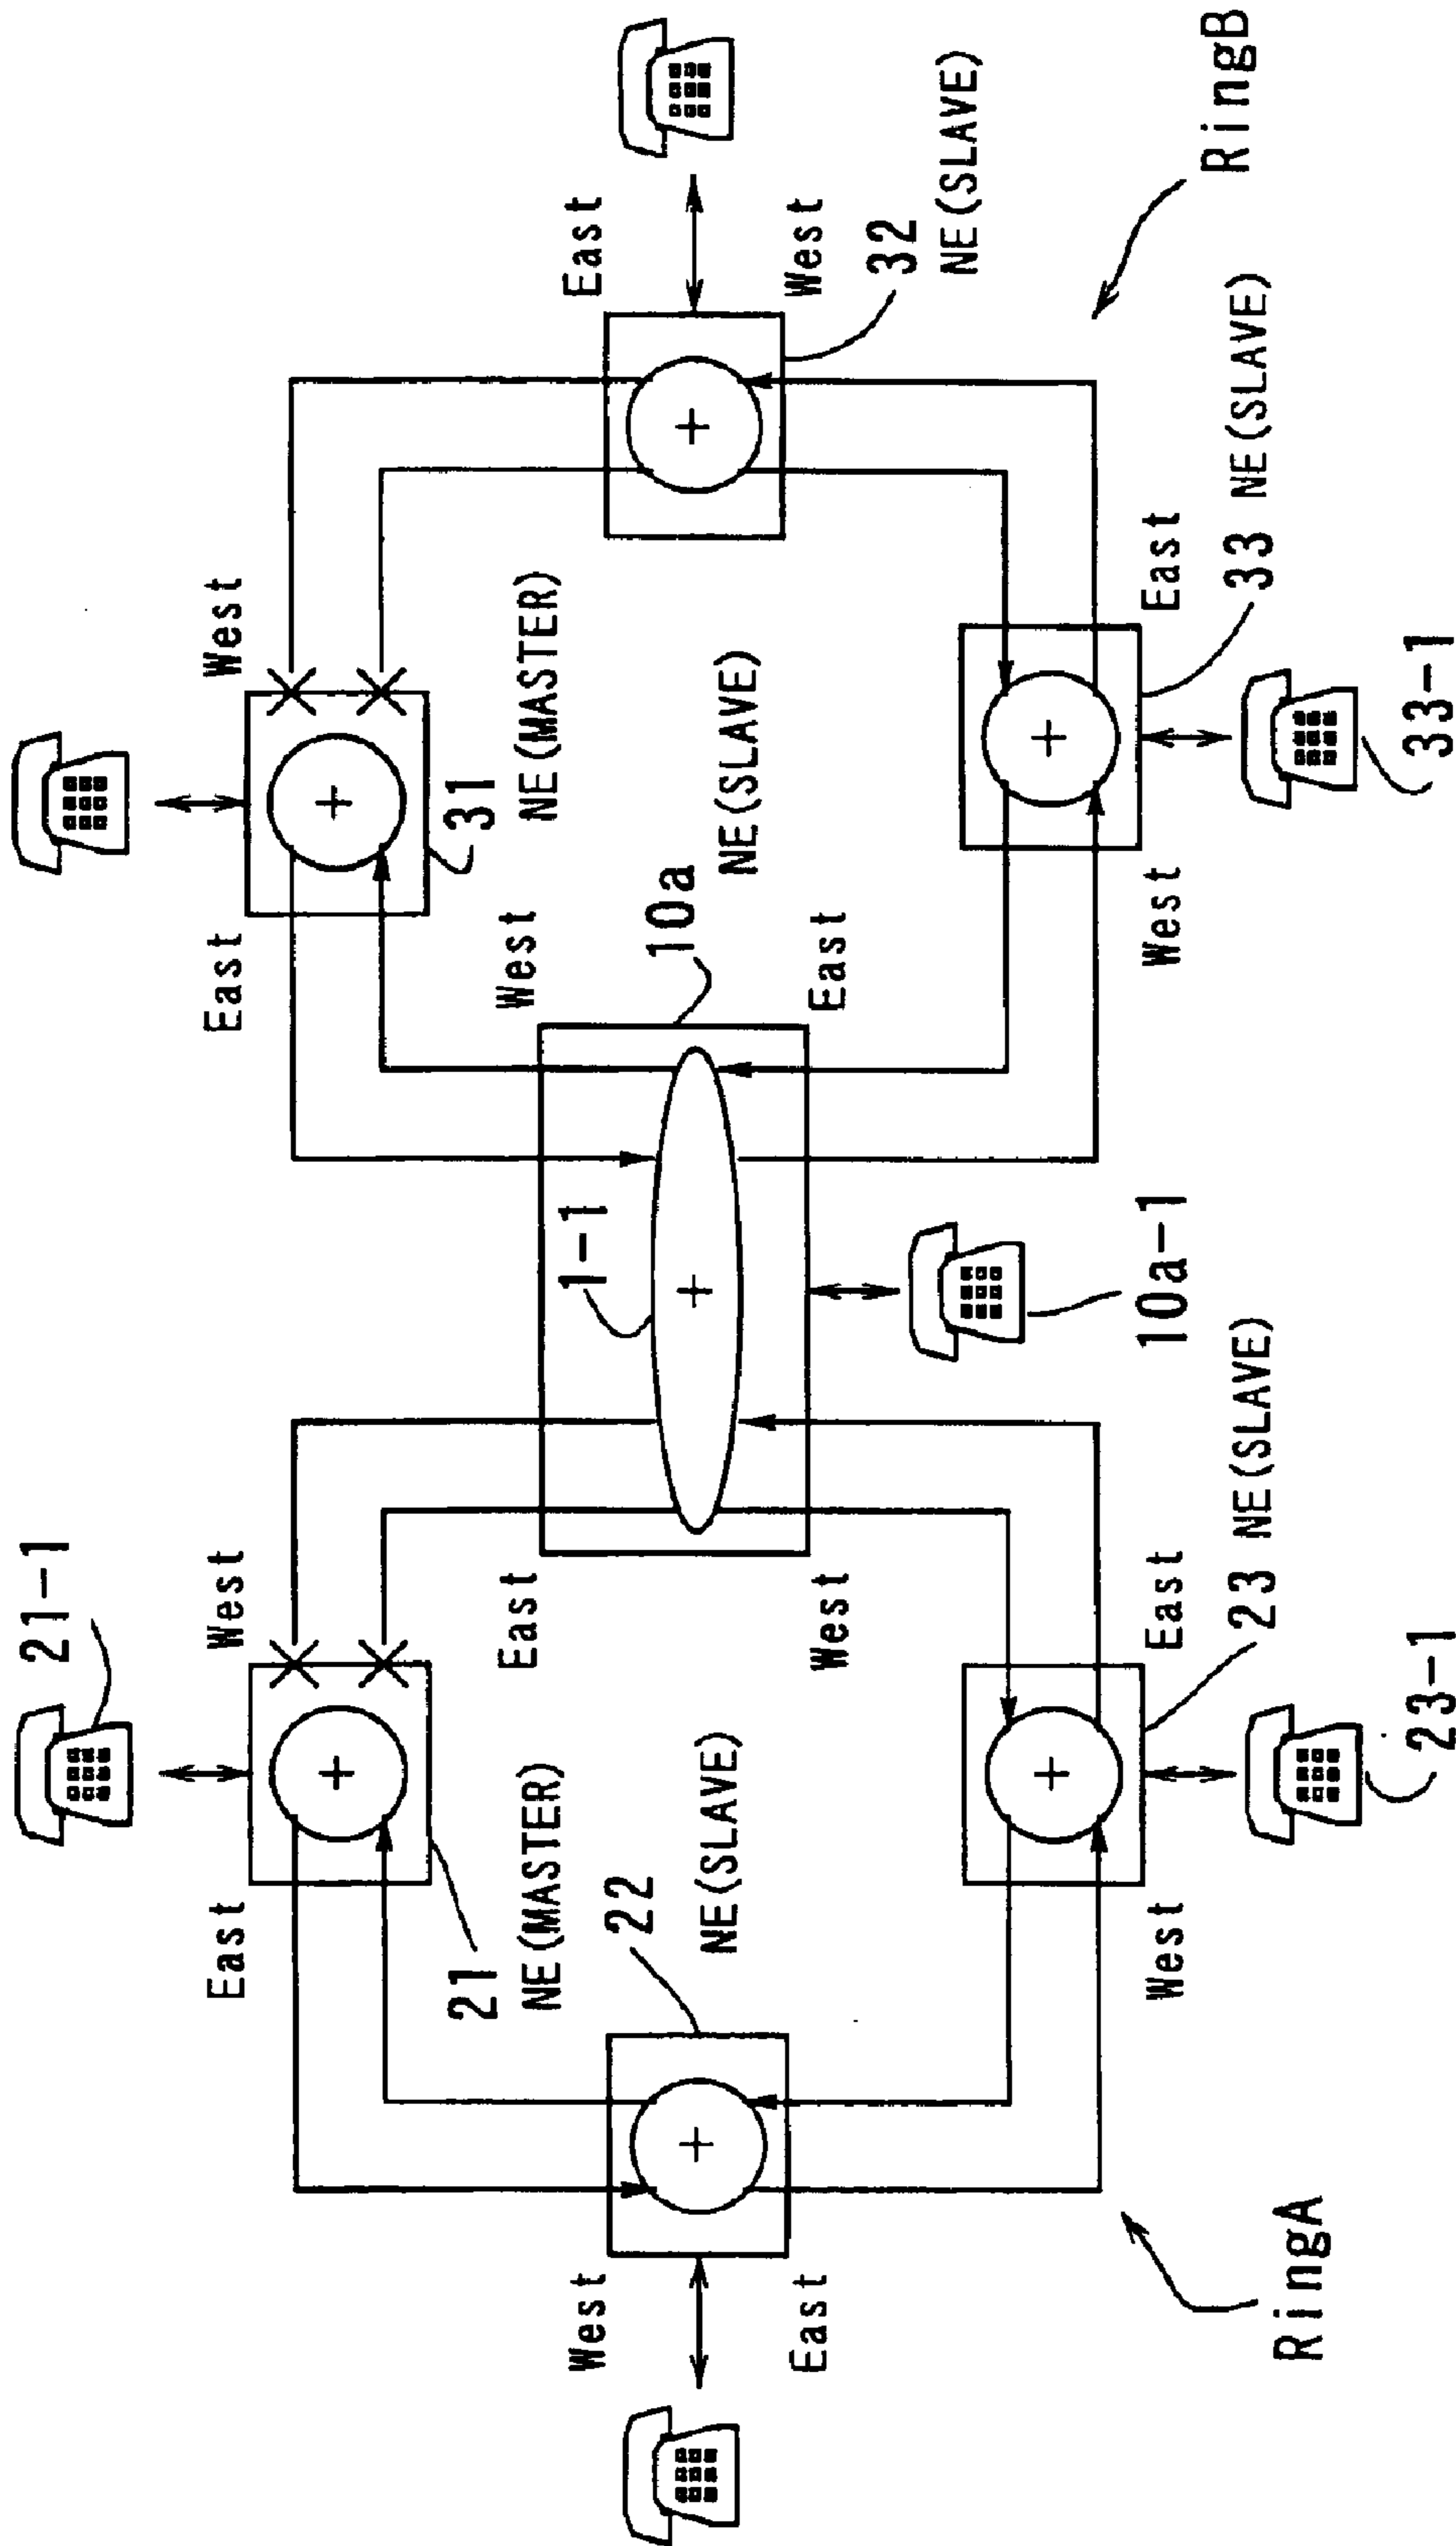 21-1
West
East
21
NE(MASTER)
West
East
22
NE(SLAVE)
East
West
West
East
23 NE(SLAVE)
23-1
RingA
1-1
10a-1
West
East
10a
NE(SLAVE)
East
West
31
NE(MASTER)
East
West
32
NE(SLAVE)
West
East
33 NE(SLAVE)
33-1
RingB